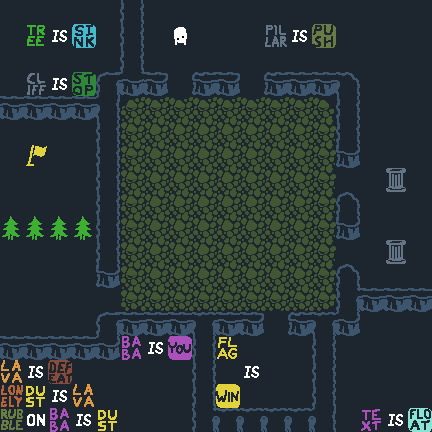 TREE IS SINK
PILLAR IS PUSH
CLIFF IS STOP
BABA IS YOU
FLAG
IS
WIN
LAVA IS DEFEAT
LONELY DUST IS LAVA
RUBBLE ON BABA IS DUST
TEXT IS FLOAT